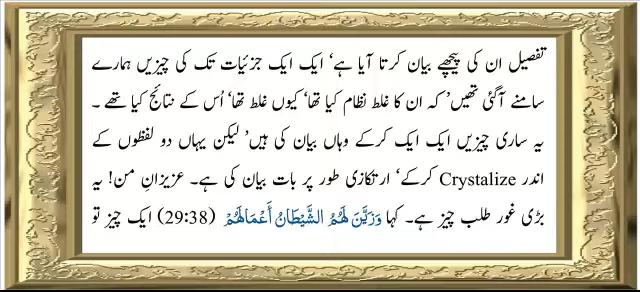 تفصیل ان کی پیچھے بیان کرتا آیا ہے‘ ایک ایک جزئیات تک کی چیزیں ہمارے
سامنے آگئی تھیں’ کہ ان کا غلط نظام کیا تھا‘ کیوں غلط تھا‘ اُس کے نتائج کیا تھے ۔
یہ ساری چیزیں ایک ایک کرکے وہاں بیان کی ہیں’ لیکن یہاں دو لفظوں کے
اندر Crystalize کرکے‘ ارتکازی طور پر بات بیان کی ہے۔ عزیزانِ من! یہ
بڑی غور طلب چیز ہے۔ کہا وَزَيَّنَ لَهُمُ الشَّيْطَانُ أَعْمَالَهُمْ (29:38) ایک چیز تو